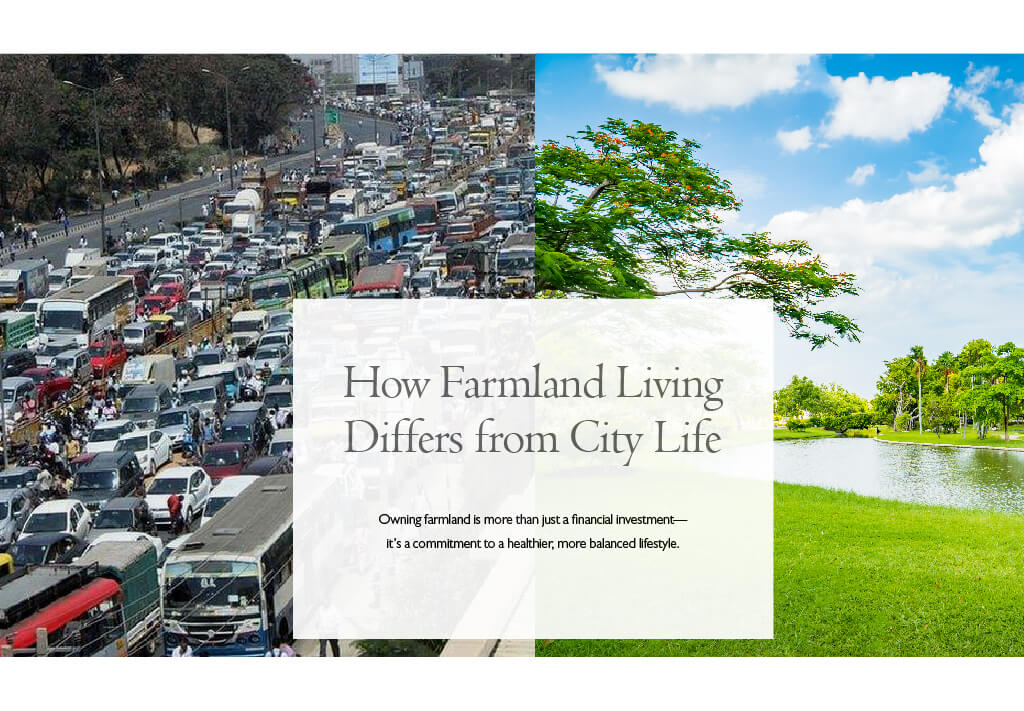 How Farmland Living
Differs from City Life
Owning farmland is more than just a financial investment—
it's a commitment to a healthier, more balanced lifestyle.